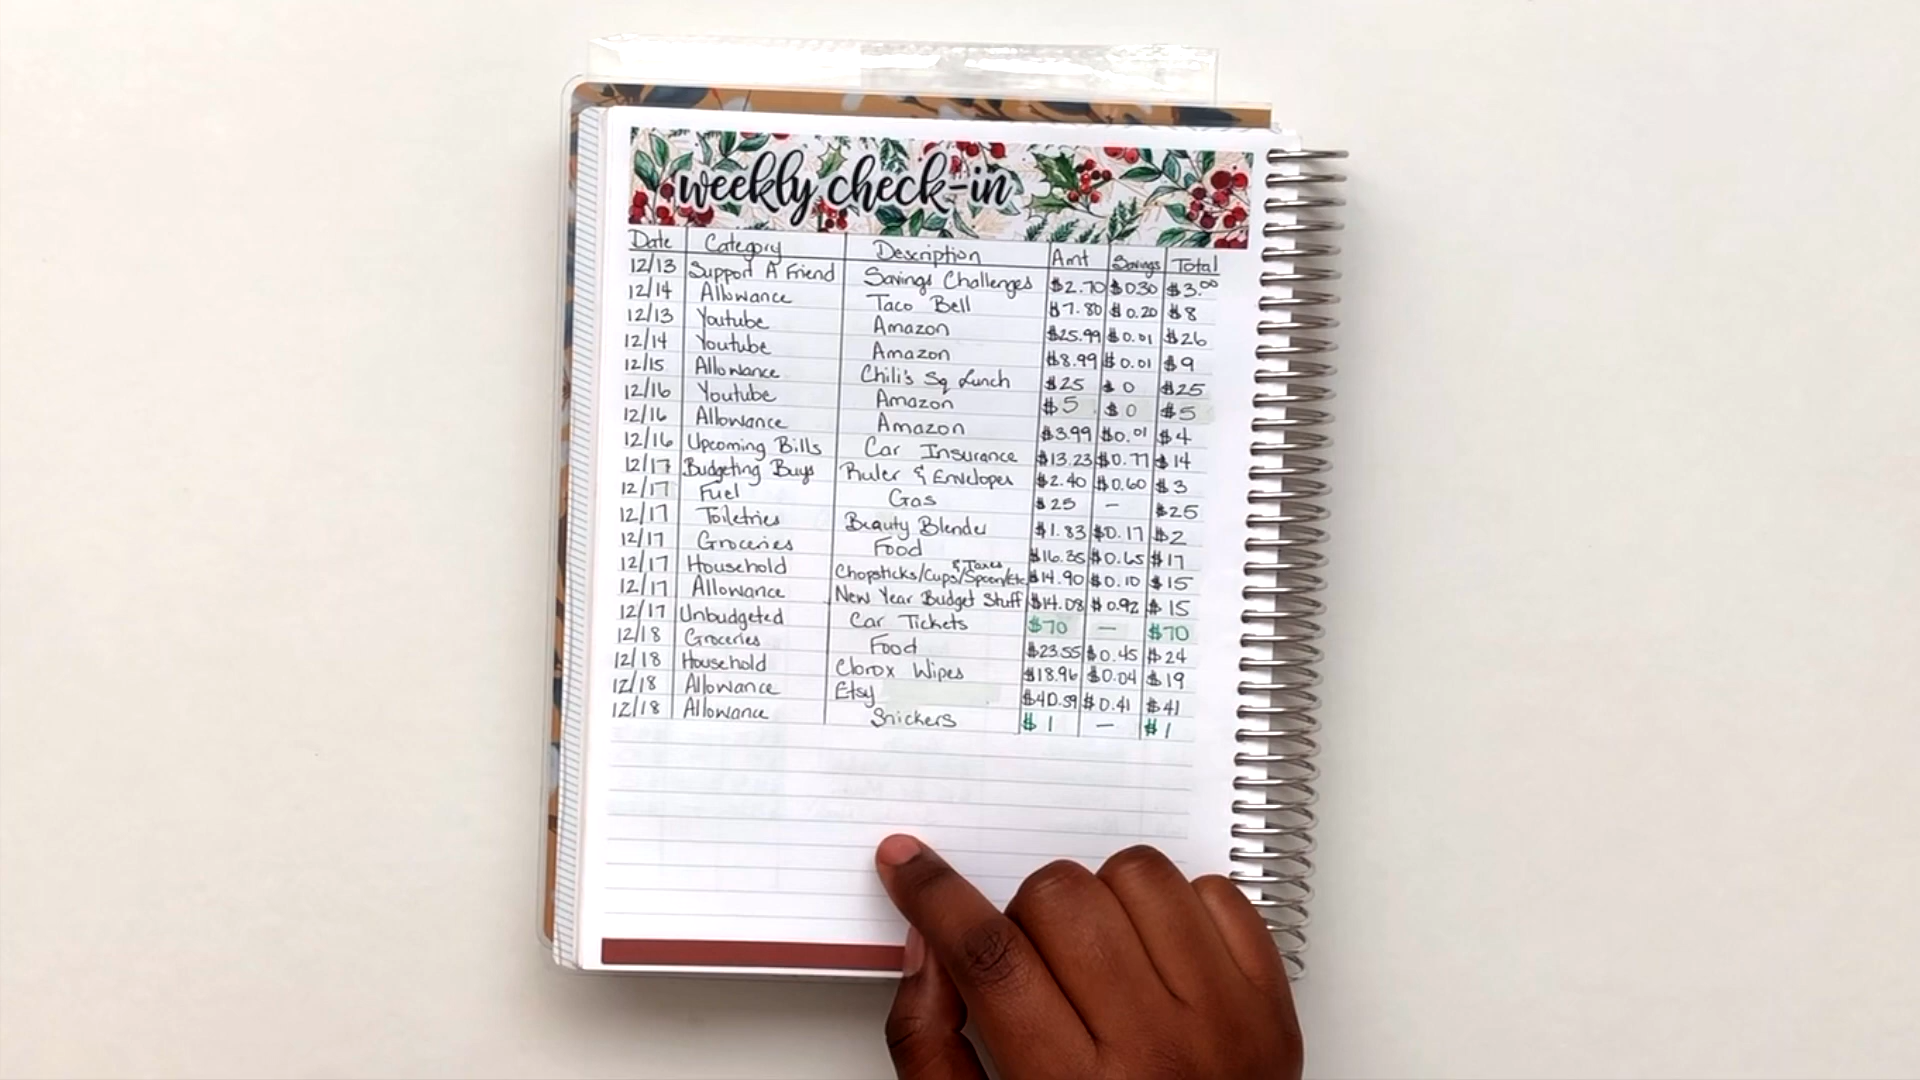 weekly check-in
Date Category Description Amt Savings Total
12/13 Support A Friend Savings Challenges $2.70 $0.30 $3.00
12/14 Allowance Taco Bell $7.80 $0.20 $8
12/13 Youtube Amazon $25.99 $0.01 $26
12/14 Youtube Amazon $8.99 $0.01 $9
12/15 Allowance Chili's Sq Lunch $25 $0 $25
12/16 Youtube Amazon $5 $0 $5
12/16 Allowance Amazon $3.99 $0.01 $4
12/16 Upcoming Bills Car Insurance $13.23 $0.77 $14
12/17 Budgeting Buys Ruler & Envelopes $2.40 $0.60 $3
12/17 Fuel Gas $25 — $25
12/17 Toiletries Beauty Blender $1.83 $0.17 $2
12/17 Groceries Food $16.35 $0.65 $17
12/17 Household Chopsticks/Cups/Spoon/Etc & Taxes $14.90 $0.10 $15
12/17 Allowance New Year Budget Stuff $14.08 $0.92 $15
12/17 Unbudgeted Car Tickets $70 — $70
12/18 Groceries Food $23.55 $0.45 $24
12/18 Household Clorox Wipes $18.96 $0.04 $19
12/18 Allowance Etsy $40.59 $0.41 $41
12/18 Allowance Snickers $1 — $1